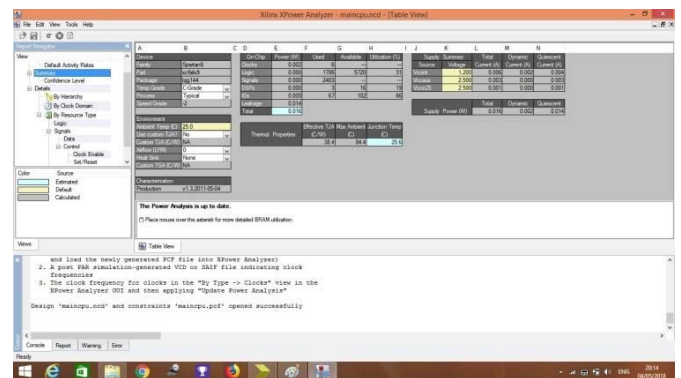 Xilinx XPower Analyzer - maincpu.ncd - [Table View]
File Edit View Tools Help
Report Navigator
View
Default Activity Rates
Summary
Confidence Level
Details
By Hierarchy
By Clock Domain
By Resource Type
Logic
Signals
Data
Control
Clock Enable
Set/Reset
Color Source
Estimated
Default
Calculated
Views
A B C D E F G H I J K L M N
Device On-Chip Power (W) Used Available Utilization (%) Supply Summary Total Dynamic Quiescent
Family Spartan6 Clocks 0.002 6 --- --- Source Voltage Current (A) Current (A) Current (A)
Part xc6slx9 Logic 0.000 1786 5720 31 Vccint 1.200 0.006 0.002 0.004
Package tqg144 Signals 0.000 2403 --- --- Vccaux 2.500 0.003 0.000 0.003
Temp Grade C-Grade DSPs 0.000 3 16 19 Vcco25 2.500 0.001 0.000 0.001
Process Typical IOs 0.000 67 102 66
Speed Grade -2 Leakage 0.014 Total Dynamic Quiescent
Total 0.016 Supply Power (W) 0.016 0.002 0.014
Environment
Ambient Temp (C) 25.0 Effective TJA Max Ambient Junction Temp
Use custom TJA? No Thermal Properties (C/W) (C) (C)
Custom TJA (C/W) NA 38.4 84.4 25.6
Airflow (LFM) 0
Heat Sink None
Custom TSA (C/W) NA
Characterization
Production v1.3,2011-05-04
The Power Analysis is up to date.
(*) Place mouse over the asterisk for more detailed BRAM utilization.
Table View
and load the newly generated PCF file into XPower Analyzer)
2. A post PAR simulation-generated VCD or SAIF file indicating clock
frequencies
3. The clock frequency for clocks in the "By Type -> Clocks" view in the
XPower Analyzer GUI and then applying "Update Power Analysis"
Design 'maincpu.ncd' and constraints 'maincpu.pcf' opened successfully
Console Report Warning Error
Ready
ENG
20:14
04/05/2018